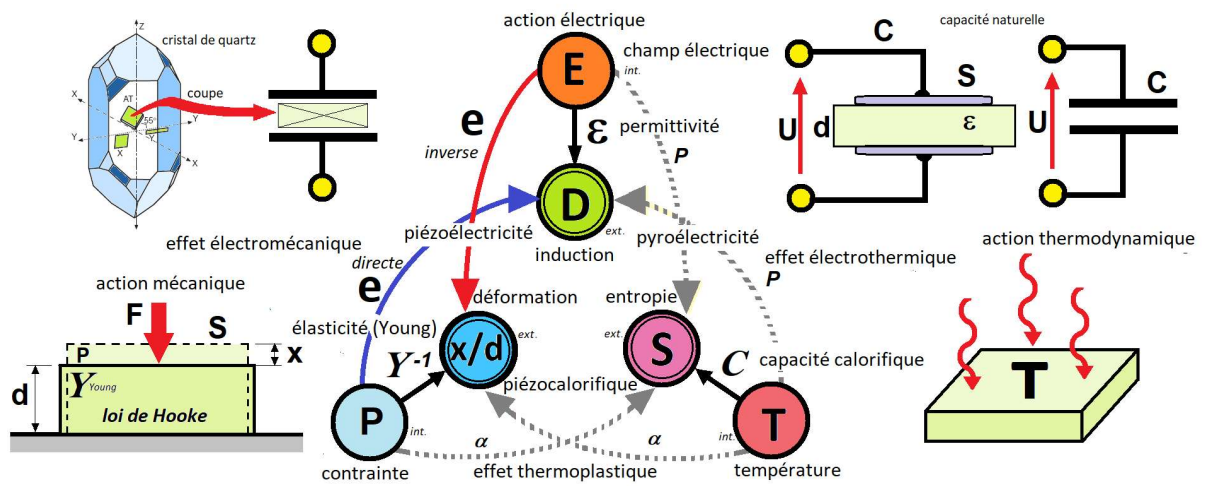 action électrique
cristal de quartz
capacité naturelle
Z
C
E
champ électrique
int.
AT
coupe
X
Y
55°
Y
Y
X
X
Z
e
inverse
ε
permittivité
P
S
U
d
ε
U
C
D
ext.
effet électromécanique
piézoélectricité
induction
pyroélectricité
action thermodynamique
directe
effet électrothermique
P
action mécanique
e
F
S
déformation
entropie
x
P
élasticité (Young)
x/d
ext.
ext.
S
Y⁻¹
C
capacité calorifique
d
Y Young
loi de Hooke
piézocalorifique
T
P
int.
T
int.
α
α
contrainte
effet thermoplastique
température